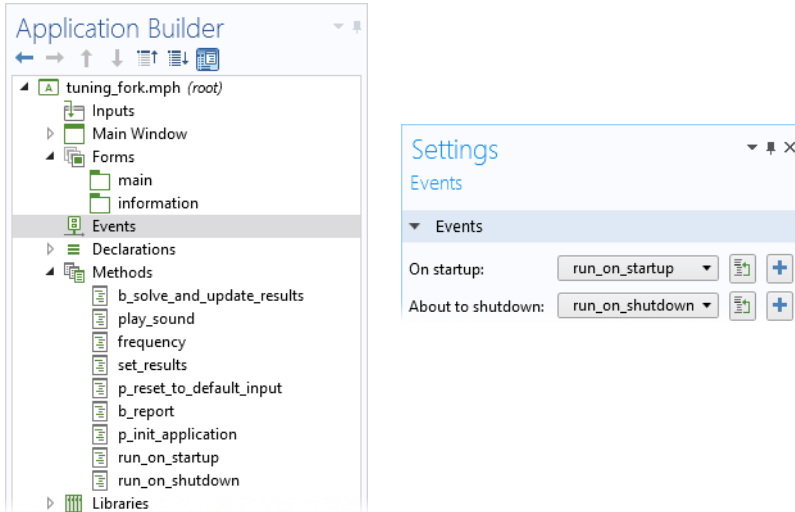 Application Builder
tuning_fork.mph (root)
Inputs
Main Window
Forms
main
information
Events
Declarations
Methods
b_solve_and_update_results
play_sound
frequency
set_results
p_reset_to_default_input
b_report
p_init_application
run_on_startup
run_on_shutdown
Libraries
Settings
Events
Events
On startup: run_on_startup
About to shutdown: run_on_shutdown